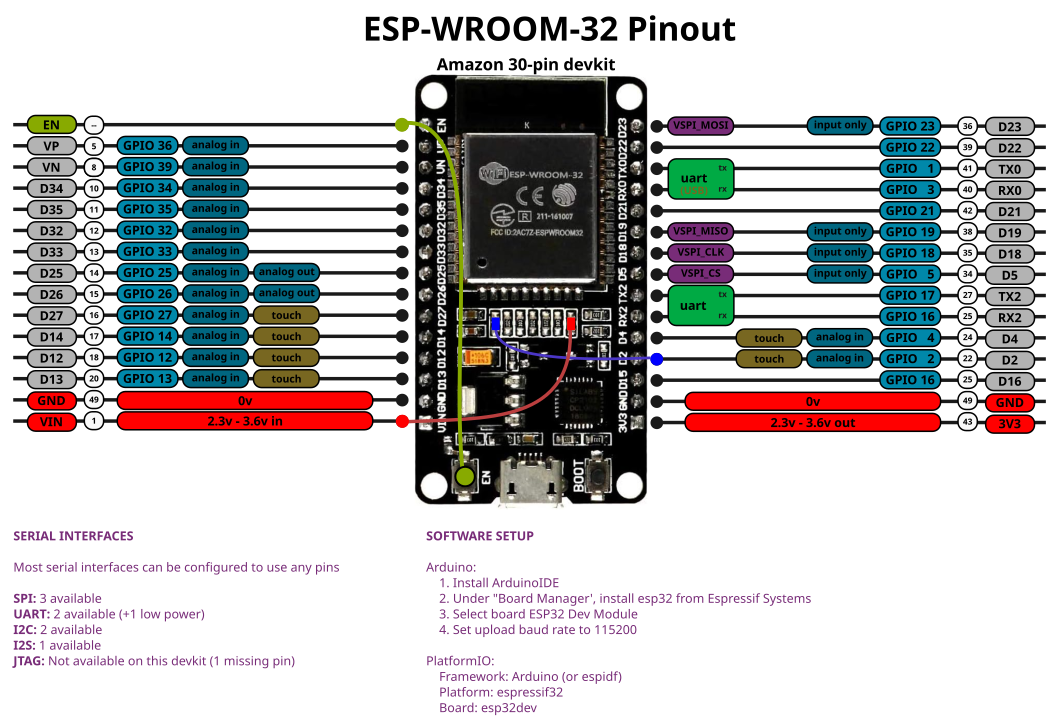 ESP-WROOM-32 Pinout
Amazon 30-pin devkit
EN --
VP 5 GPIO 36 analog in
VN 8 GPIO 39 analog in
D34 10 GPIO 34 analog in
D35 11 GPIO 35 analog in
D32 12 GPIO 32 analog in
D33 13 GPIO 33 analog in
D25 14 GPIO 25 analog in analog out
D26 15 GPIO 26 analog in analog out
D27 16 GPIO 27 analog in touch
D14 17 GPIO 14 analog in touch
D12 18 GPIO 12 analog in touch
D13 20 GPIO 13 analog in touch
GND 49 0v
VIN 1 2.3v - 3.6v in
EN
VN
D34
D35
D32
D33
D25
D26
D27
D14
D12
D13
GND
VIN
K
WiFi ESP-WROOM-32
CE
R 211-161007
FCC ID:2AC7Z-ESPWROOM32
D23
D22
TX0
RX0
D21
D19
D18
D5
TX2
RX2
D4
D2
D15
GND
3V3
EN
BOOT
VSPI_MOSI input only GPIO 23 36 D23
GPIO 22 39 D22
uart tx GPIO 1 41 TX0
rx GPIO 3 40 RX0
GPIO 21 42 D21
VSPI_MISO input only GPIO 19 38 D19
VSPI_CLK input only GPIO 18 35 D18
VSPI_CS input only GPIO 5 34 D5
uart tx GPIO 17 27 TX2
rx GPIO 16 25 RX2
touch analog in GPIO 4 24 D4
touch analog in GPIO 2 22 D2
GPIO 16 25 D16
0v 49 GND
2.3v - 3.6v out 43 3V3
SERIAL INTERFACES
Most serial interfaces can be configured to use any pins
SPI: 3 available
UART: 2 available (+1 low power)
I2C: 2 available
I2S: 1 available
JTAG: Not available on this devkit (1 missing pin)
SOFTWARE SETUP
Arduino:
1. Install ArduinoIDE
2. Under "Board Manager', install esp32 from Espressif Systems
3. Select board ESP32 Dev Module
4. Set upload baud rate to 115200
PlatformIO:
Framework: Arduino (or espidf)
Platform: espressif32
Board: esp32dev